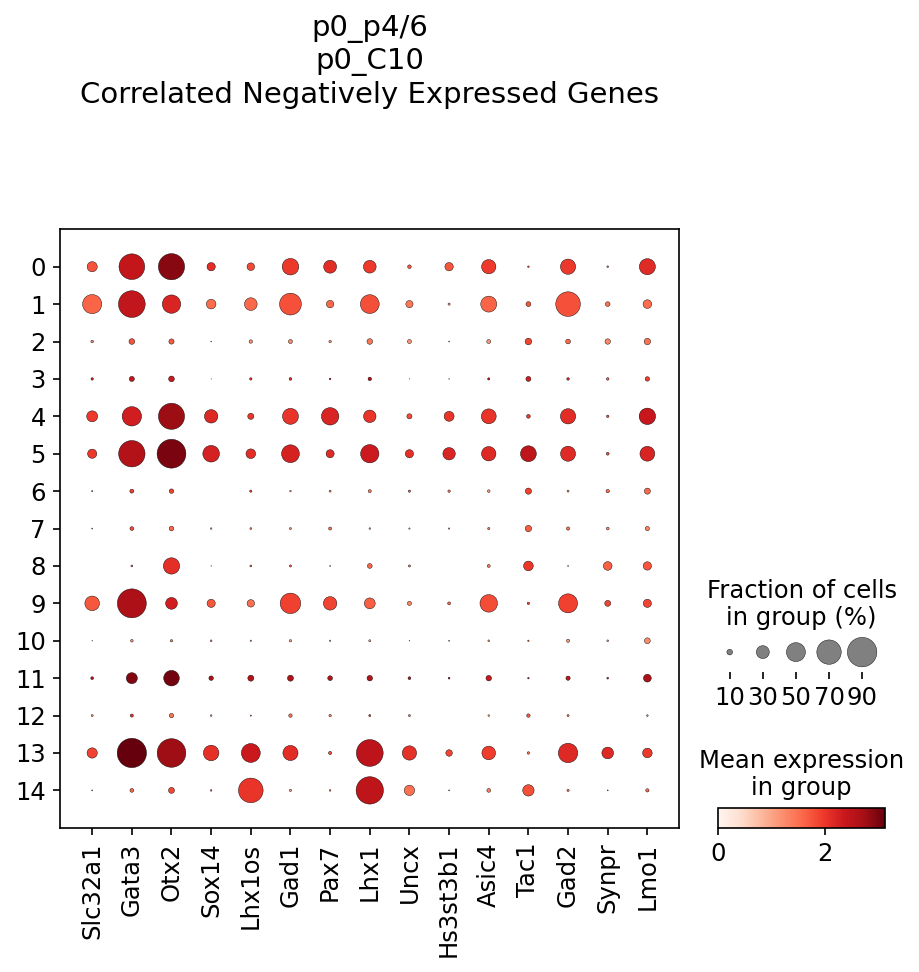 p0_p4/6
p0_C10
Correlated Negatively Expressed Genes
0
1
2
3
4
5
6
7
8
9
10
11
12
13
14
Slc32a1
Gata3
Otx2
Sox14
Lhx1os
Gad1
Pax7
Lhx1
Uncx
Hs3st3b1
Asic4
Tac1
Gad2
Synpr
Lmo1
Fraction of cells
in group (%)
10 30 50 70 90
Mean expression
in group
0 2